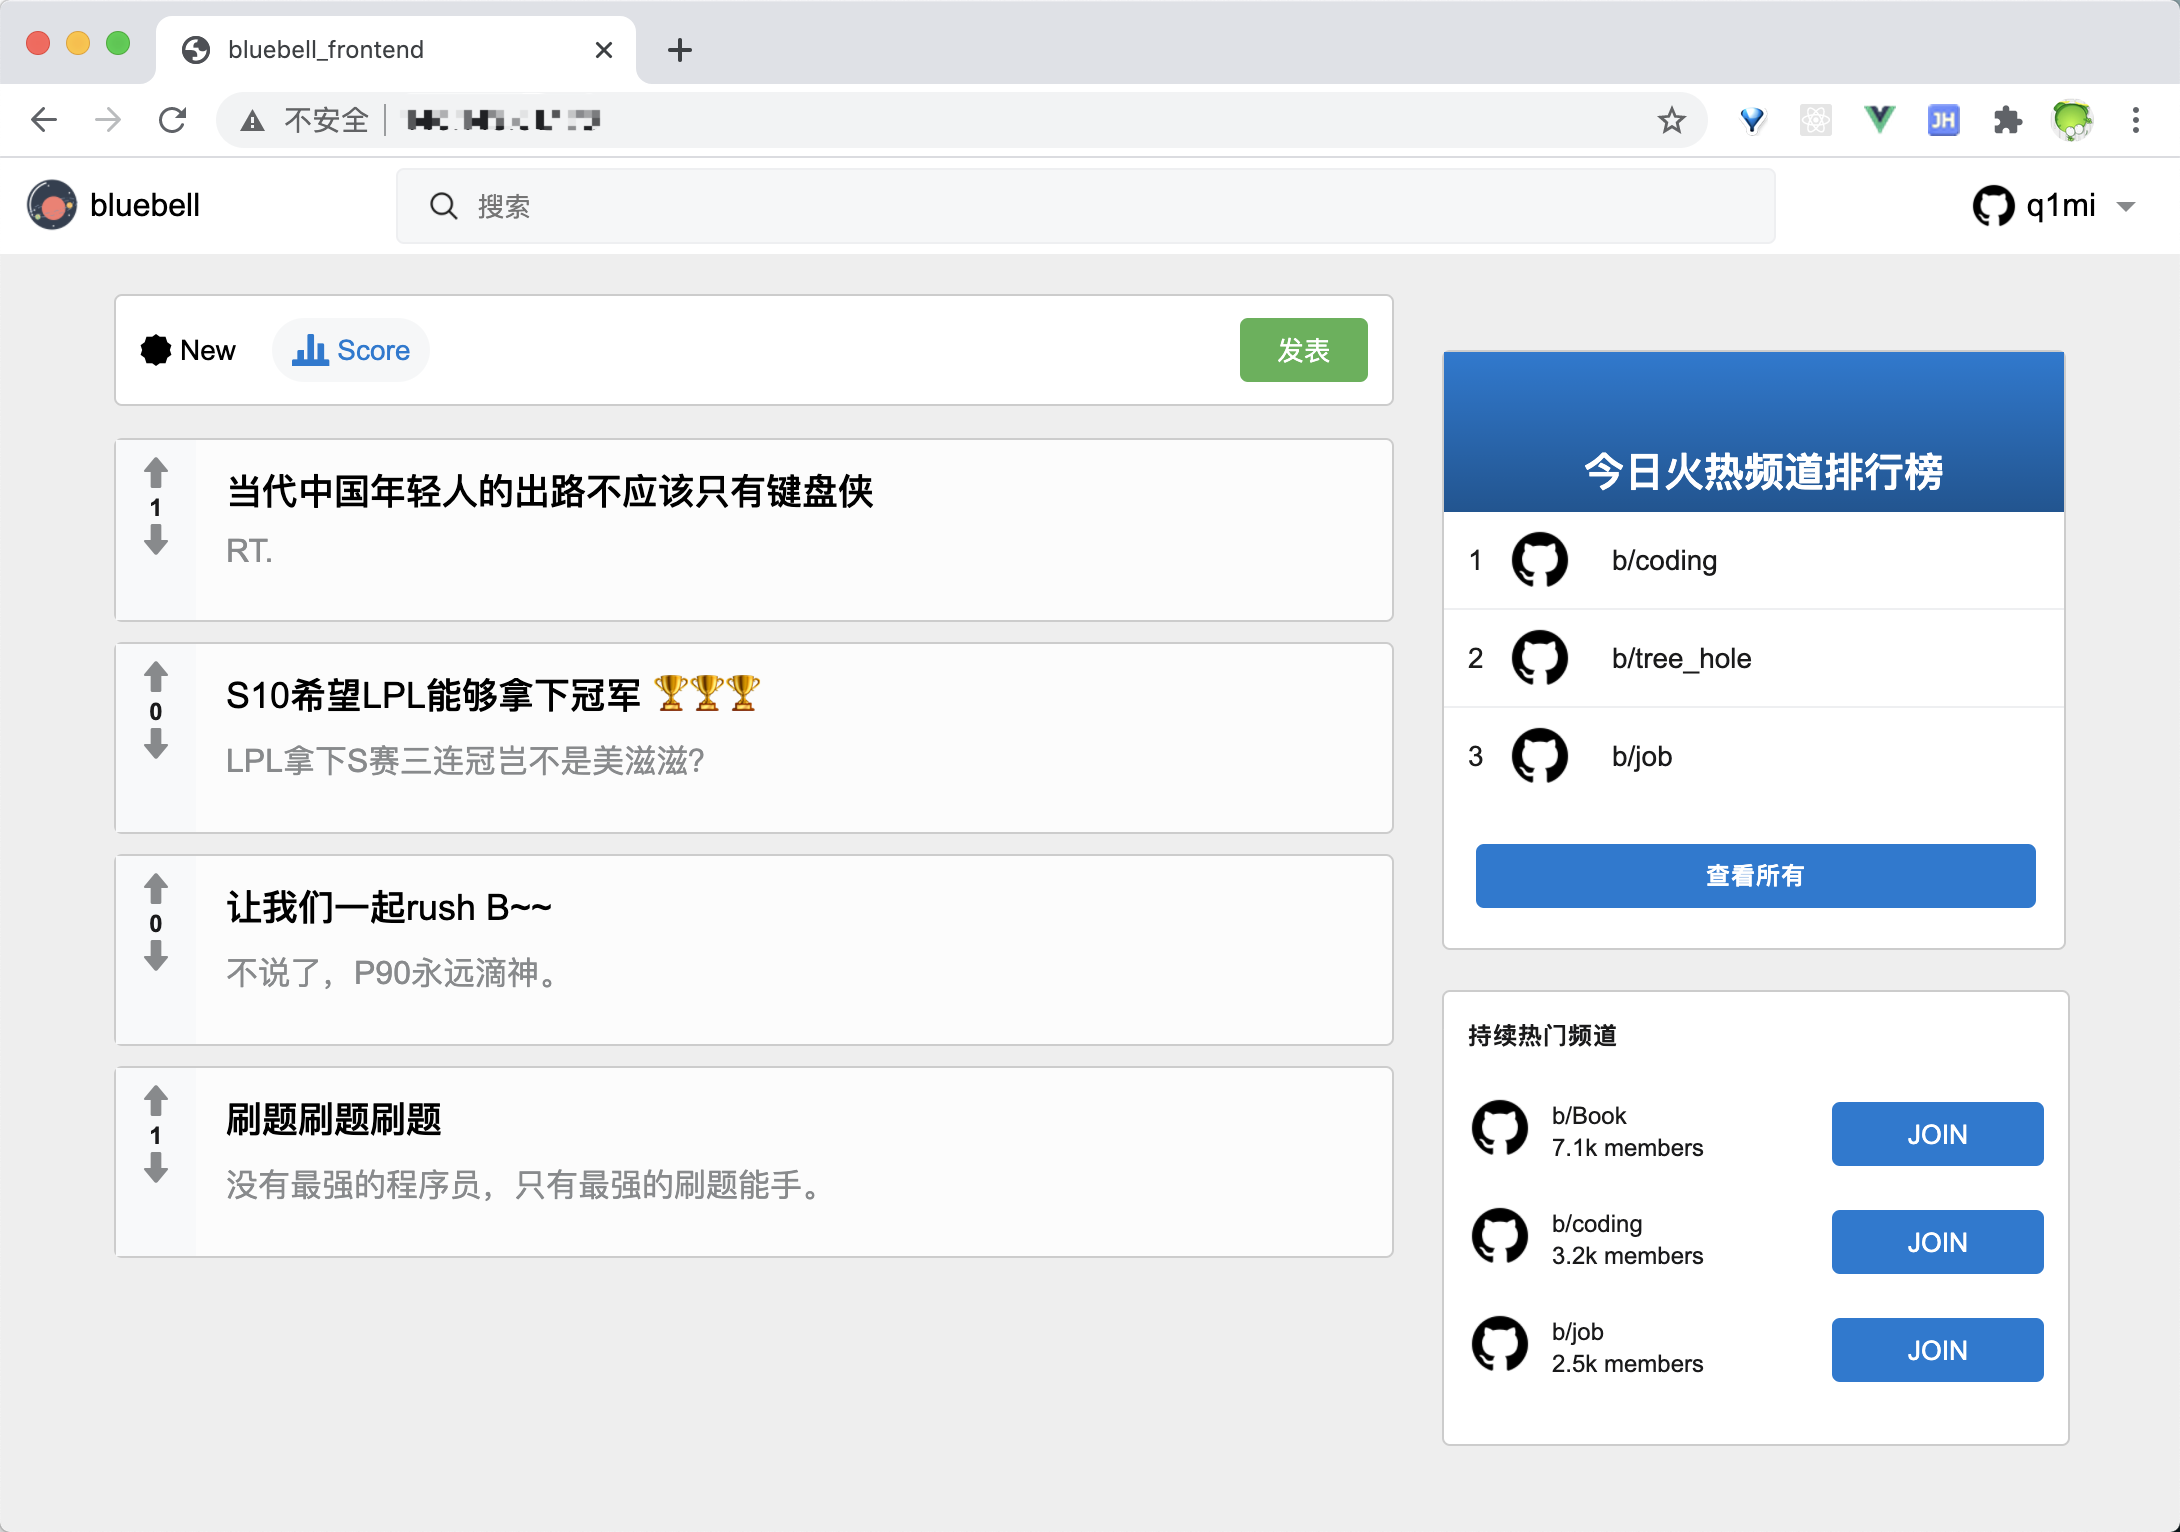 bluebell_frontend
不安全
bluebell
搜索
q1mi
New
Score
发表
1
当代中国年轻人的出路不应该只有键盘侠
RT.
0
S10希望LPL能够拿下冠军 🏆🏆🏆
LPL拿下S赛三连冠岂不是美滋滋?
0
让我们一起rush B~~
不说了，P90永远滴神。
1
刷题刷题刷题
没有最强的程序员，只有最强的刷题能手。
今日火热频道排行榜
1 b/coding
2 b/tree_hole
3 b/job
查看所有
持续热门频道
b/Book
7.1k members
JOIN
b/coding
3.2k members
JOIN
b/job
2.5k members
JOIN
JH